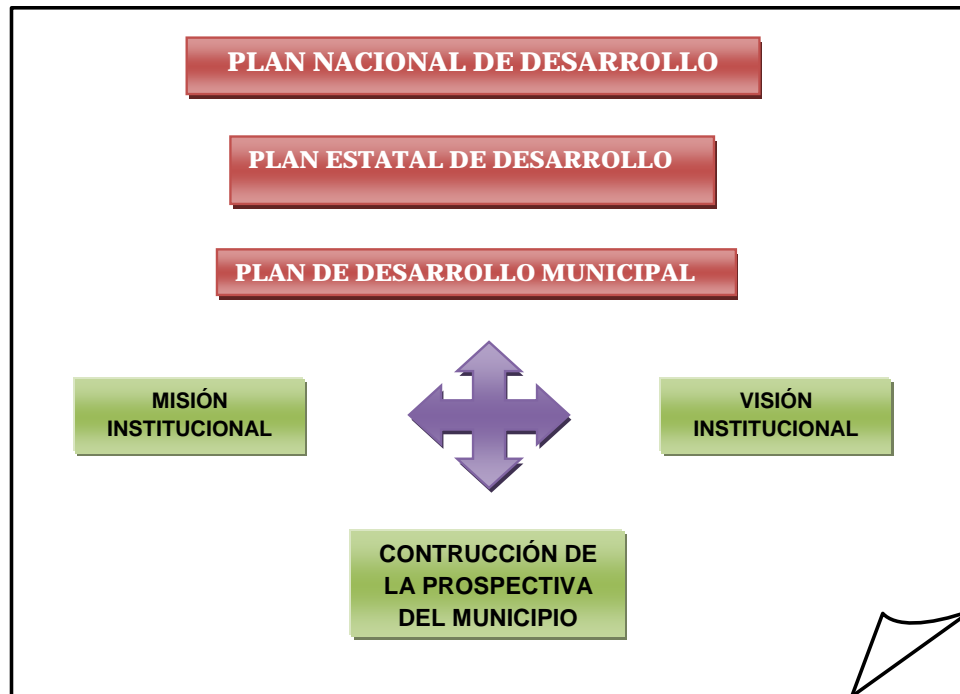 PLAN NACIONAL DE DESARROLLO
PLAN ESTATAL DE DESARROLLO
PLAN DE DESARROLLO MUNICIPAL
MISIÓN
INSTITUCIONAL
VISIÓN
INSTITUCIONAL
CONTRUCCIÓN DE
LA PROSPECTIVA
DEL MUNICIPIO